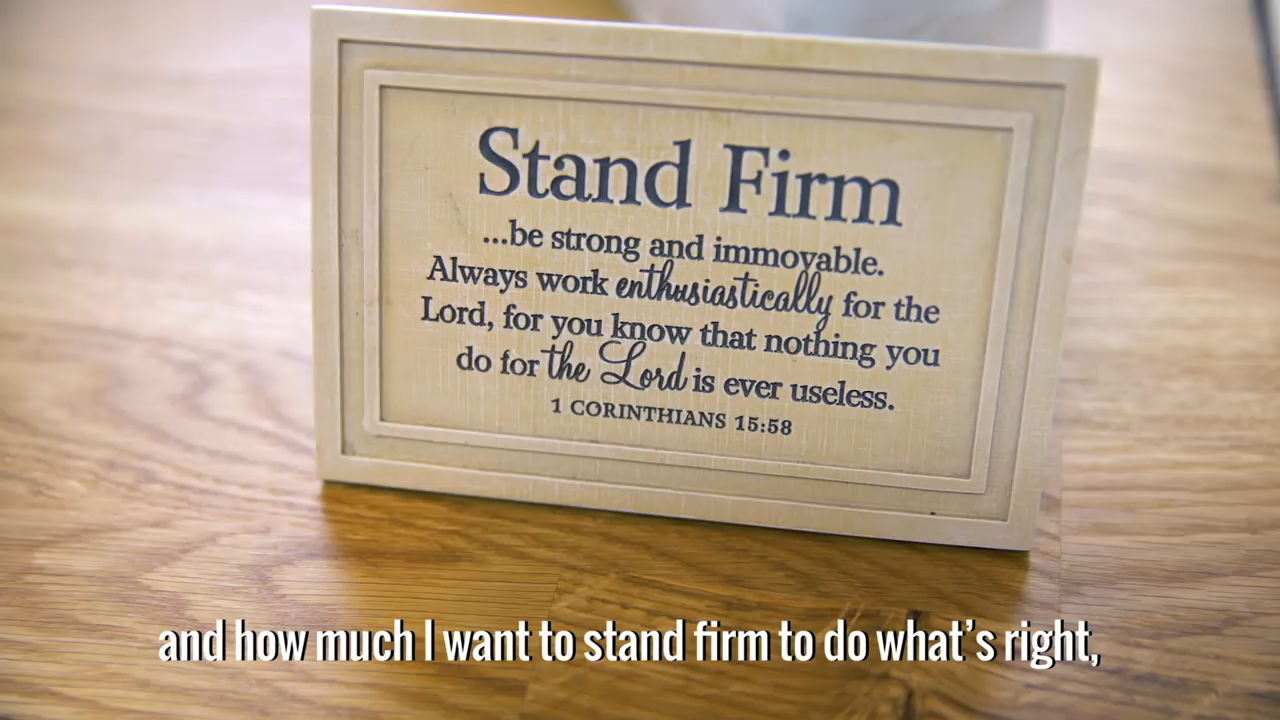 Stand Firm
...be strong and immovable.
Always work enthusiastically for the
Lord, for you know that nothing you
do for the Lord is ever useless.
1 CORINTHIANS 15:58
and how much I want to stand firm to do what's right,